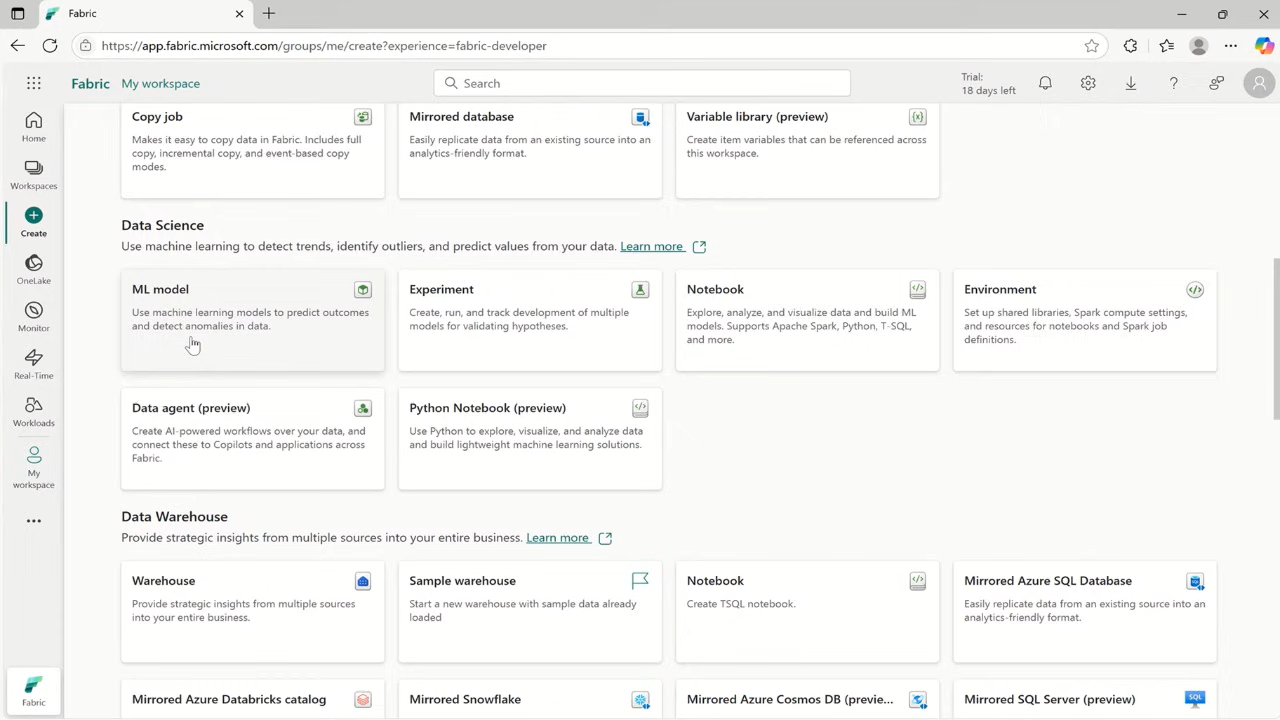 Fabric
https://app.fabric.microsoft.com/groups/me/create?experience=fabric-developer
Fabric My workspace
Search
Trial:
18 days left
Home
Workspaces
Create
OneLake
Monitor
Real-Time
Workloads
My
workspace
Fabric
Copy job
Makes it easy to copy data in Fabric. Includes full
copy, incremental copy, and event-based copy
modes.
Mirrored database
Easily replicate data from an existing source into an
analytics-friendly format.
Variable library (preview)
{x}
Create item variables that can be referenced across
this workspace.
Data Science
Use machine learning to detect trends, identify outliers, and predict values from your data. Learn more
ML model
Use machine learning models to predict outcomes
and detect anomalies in data.
Experiment
Create, run, and track development of multiple
models for validating hypotheses.
Notebook
Explore, analyze, and visualize data and build ML
models. Supports Apache Spark, Python, T-SQL,
and more.
Environment
Set up shared libraries, Spark compute settings,
and resources for notebooks and Spark job
definitions.
Data agent (preview)
Create AI-powered workflows over your data, and
connect these to Copilots and applications across
Fabric.
Python Notebook (preview)
Use Python to explore, visualize, and analyze data
and build lightweight machine learning solutions.
Data Warehouse
Provide strategic insights from multiple sources into your entire business. Learn more
Warehouse
Provide strategic insights from multiple sources
into your entire business.
Sample warehouse
Start a new warehouse with sample data already
loaded
Notebook
Create TSQL notebook.
Mirrored Azure SQL Database
Easily replicate data from an existing source into an
analytics-friendly format.
Mirrored Azure Databricks catalog
Mirrored Snowflake
Mirrored Azure Cosmos DB (previe...
Mirrored SQL Server (preview)
SQL